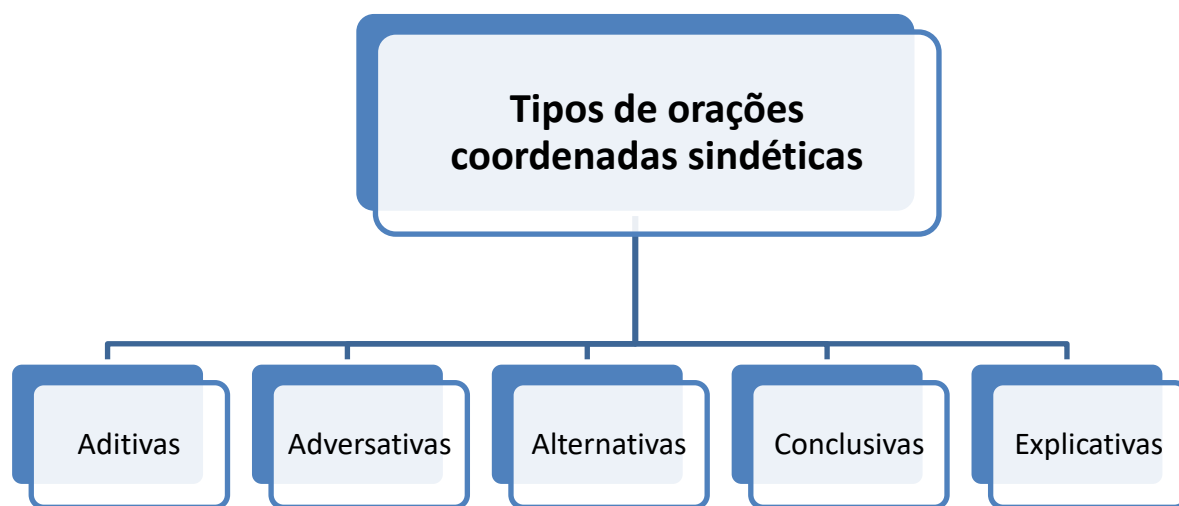 Tipos de orações
coordenadas sindéticas
Aditivas
Adversativas
Alternativas
Conclusivas
Explicativas